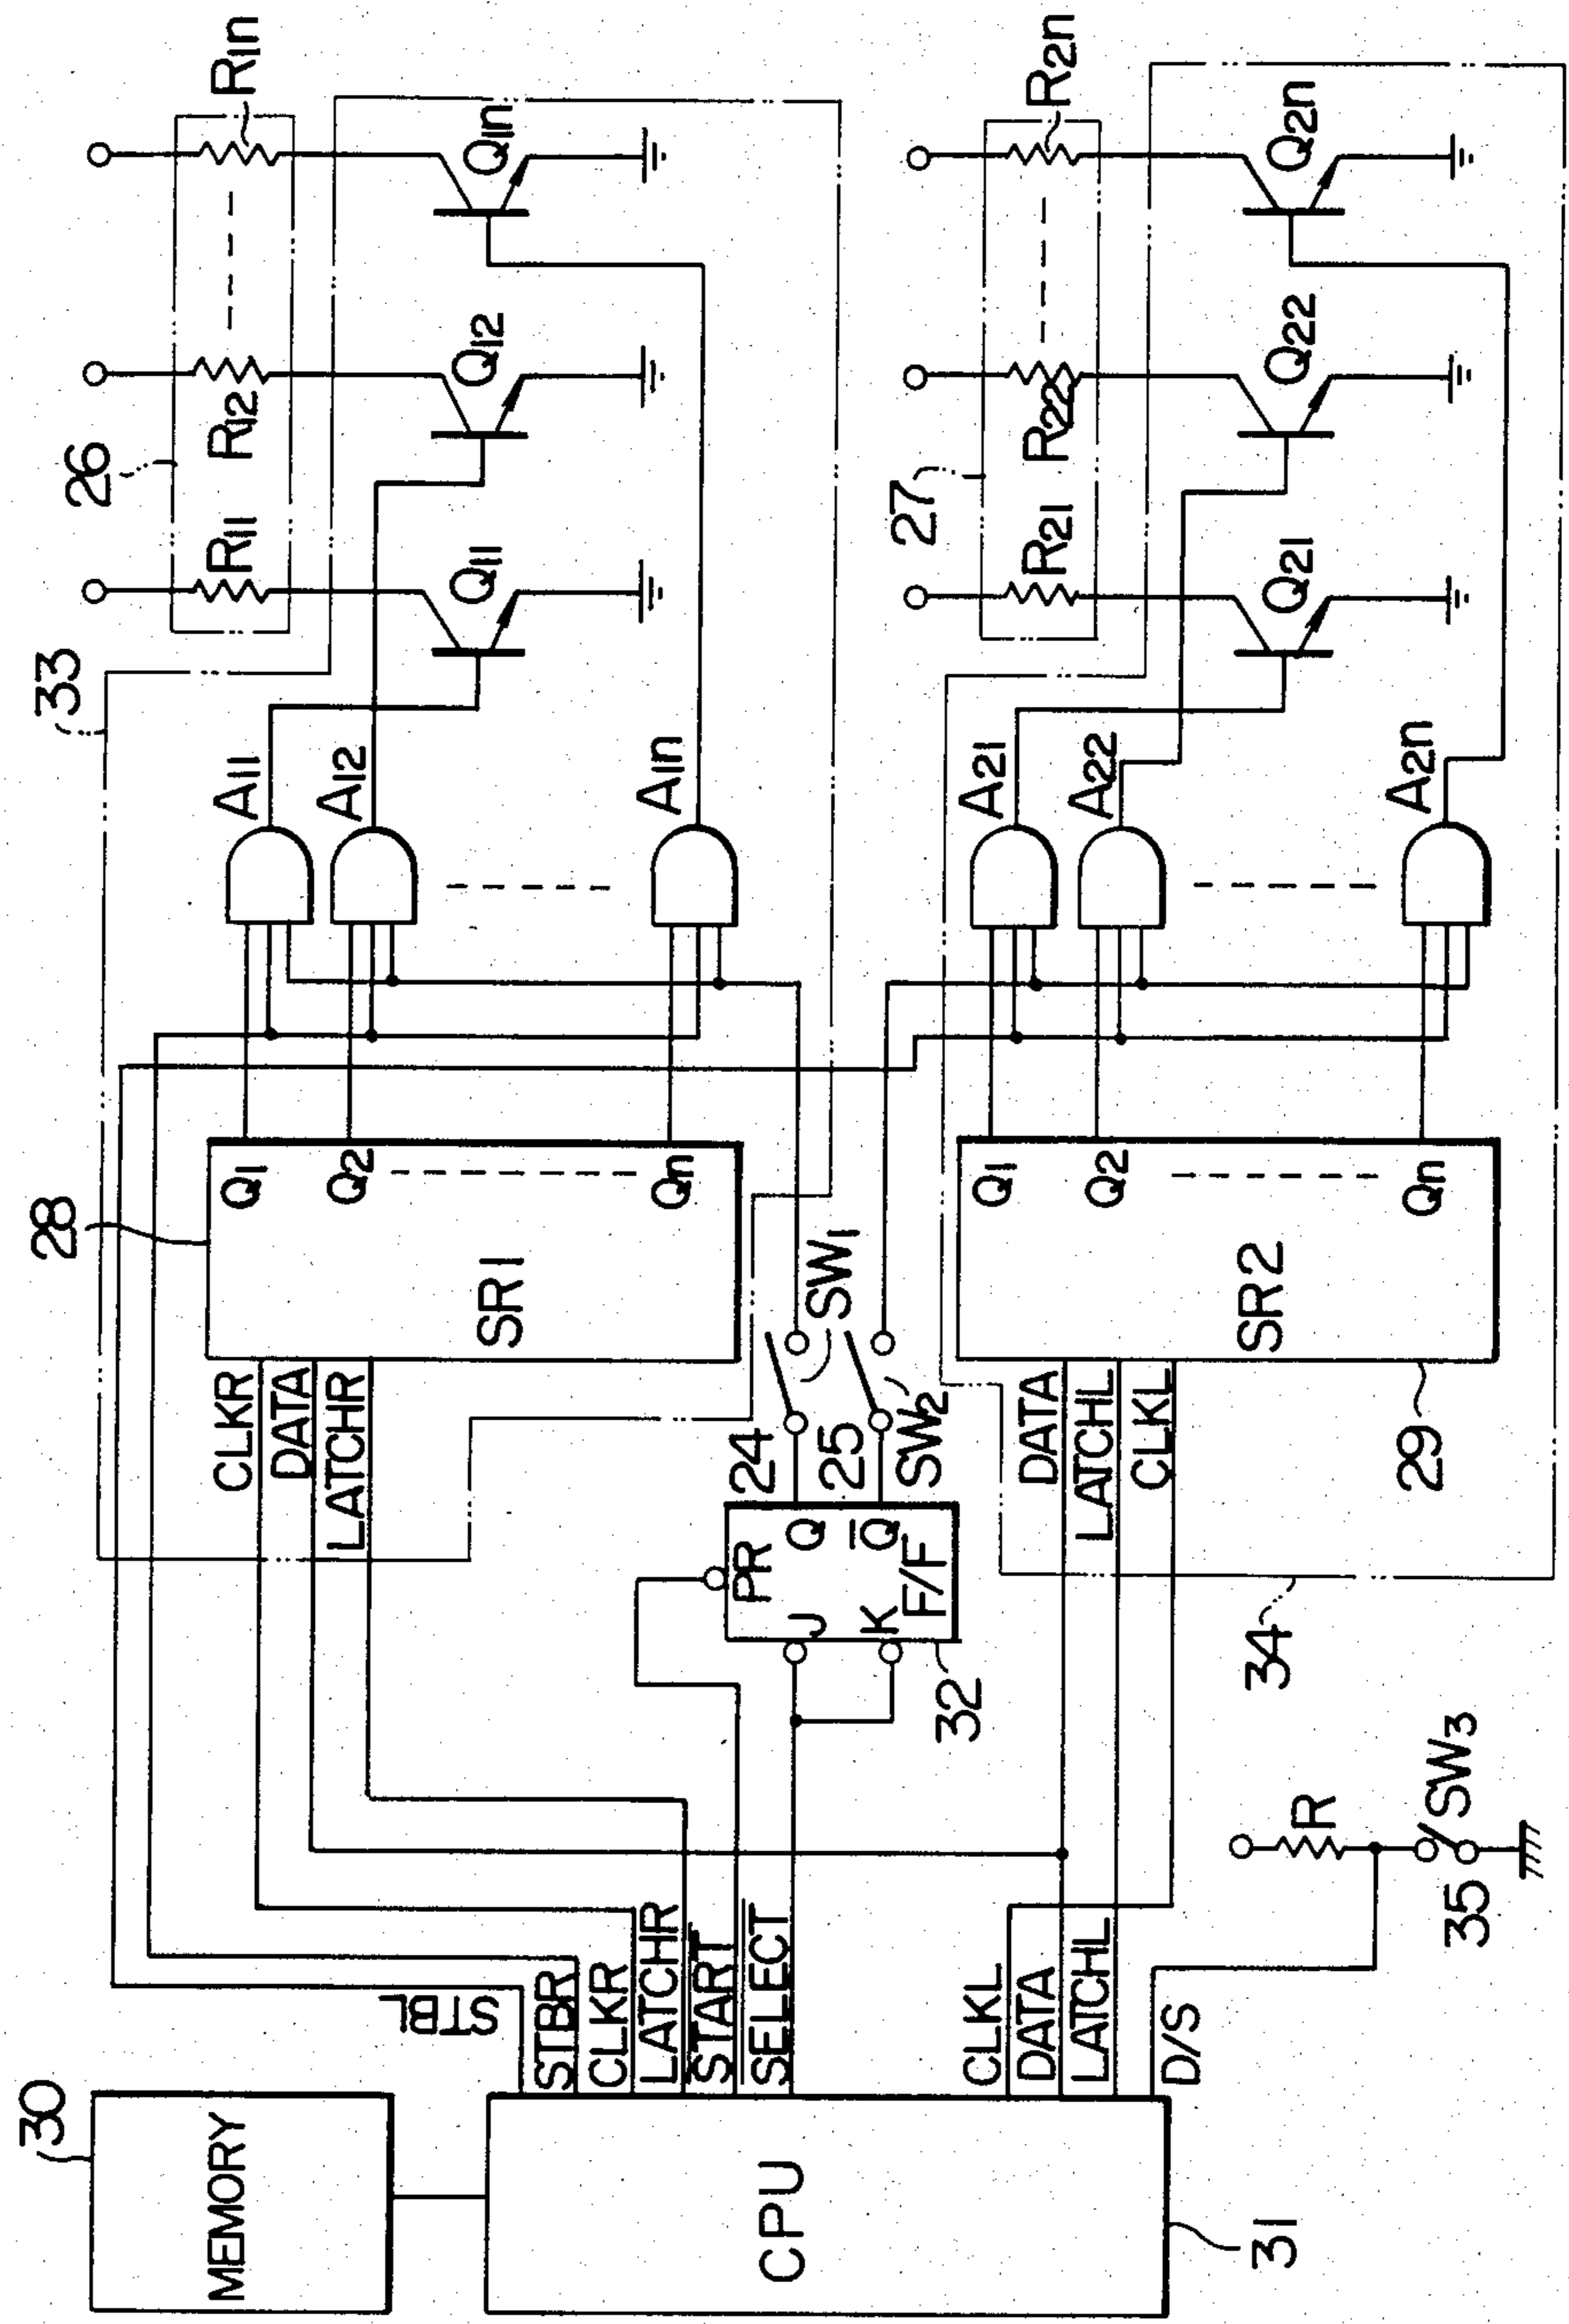 30
MEMORY
CPU
31
STBL
STBR
CLKR
LATCHR
START
SELECT
CLKL
DATA
LATCHL
D/S
R
SW3
35
32
J
K
PR
Q
Q
F/F
24
25
SW1
SW2
CLKR
DATA
LATCHR
28
SR1
Q1
Q2
Qn
DATA
LATCHL
CLKL
29
SR2
Q1
Q2
Qn
34
33
A11
A12
A1n
A21
A22
A2n
26
R11
R12
R1n
Q11
Q12
Q1n
27
R21
R22
R2n
Q21
Q22
Q2n